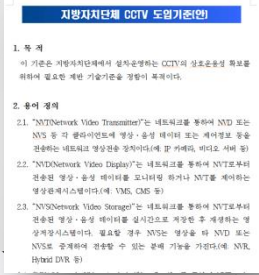 지방자치단체 CCTV 도입기준(안)
1. 목 적
이 기준은 지방자치단체에서 설치·운영하는 CCTV의 상호운용성 확보를
위하여 필요한 제반 기술기준을 정함이 목적이다.
2. 용어 정의
2.1. "NVT(Network Video Transmitter)"는 네트워크를 통하여 NVD 또는
NVS 등 각 클라이언트에 영상·음성 데이터 또는 제어정보 등을
전송하는 네트워크 영상전송 장치이다.(예: IP 카메라, 비디오 서버 등)
2.2. "NVD(Network Video Display)"는 네트워크를 통하여 NVT로부터
전송된 영상·음성 데이터를 모니터링 하거나 NVT를 제어하는
영상관제시스템이다.(예: VMS, CMS 등)
2.3. "NVS(Network Video Storage)"는 네트워크를 통하여 NVT로부터
전송된 영상·음성 데이터를 실시간으로 저장한 후 재생하는 영
상저장시스템이다. 필요할 경우 NVS는 영상을 타 NVD 또는
NVS로 중계하여 전송할 수 있는 분배 기능을 가진다.(예: NVR,
Hybrid DVR 등)